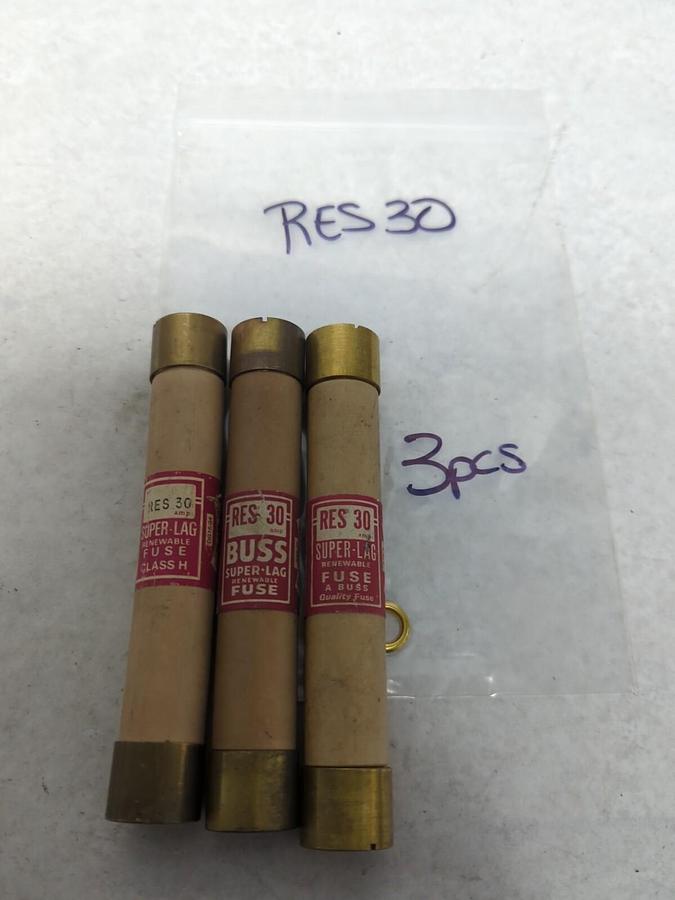 RES 30
3pcs
RES 30
amp.
SUPER-LAG
RENEWABLE
FUSE
CLASS H
RES 30
amp
BUSS
SUPER-LAG
RENEWABLE
FUSE
RES 30
amp.
SUPER-LAG
RENEWABLE
FUSE
A BUSS
Quality Fuse